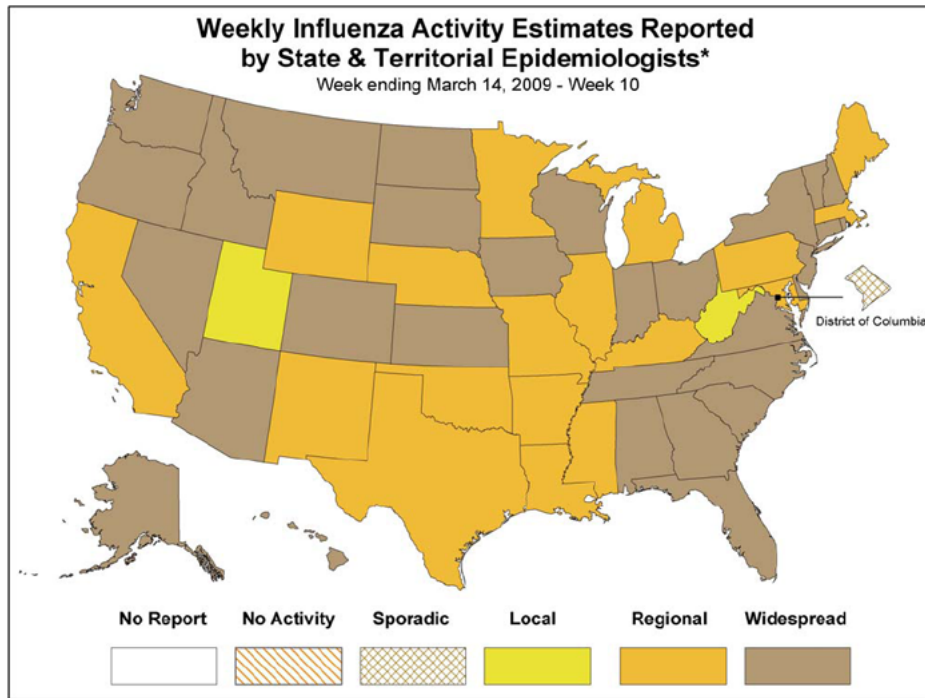 Weekly Influenza Activity Estimates Reported
by State & Territorial Epidemiologists*
Week ending March 14, 2009 - Week 10
District of Columbia
No Report No Activity Sporadic Local Regional Widespread